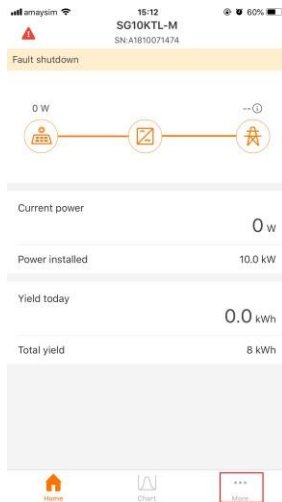 amaysim 15:12 60%
SG10KTL-M
SN:A1810071474
Fault shutdown
0 W --
Current power
0 W
Power installed 10.0 kW
Yield today
0.0 kWh
Total yield 8 kWh
Home Chart More